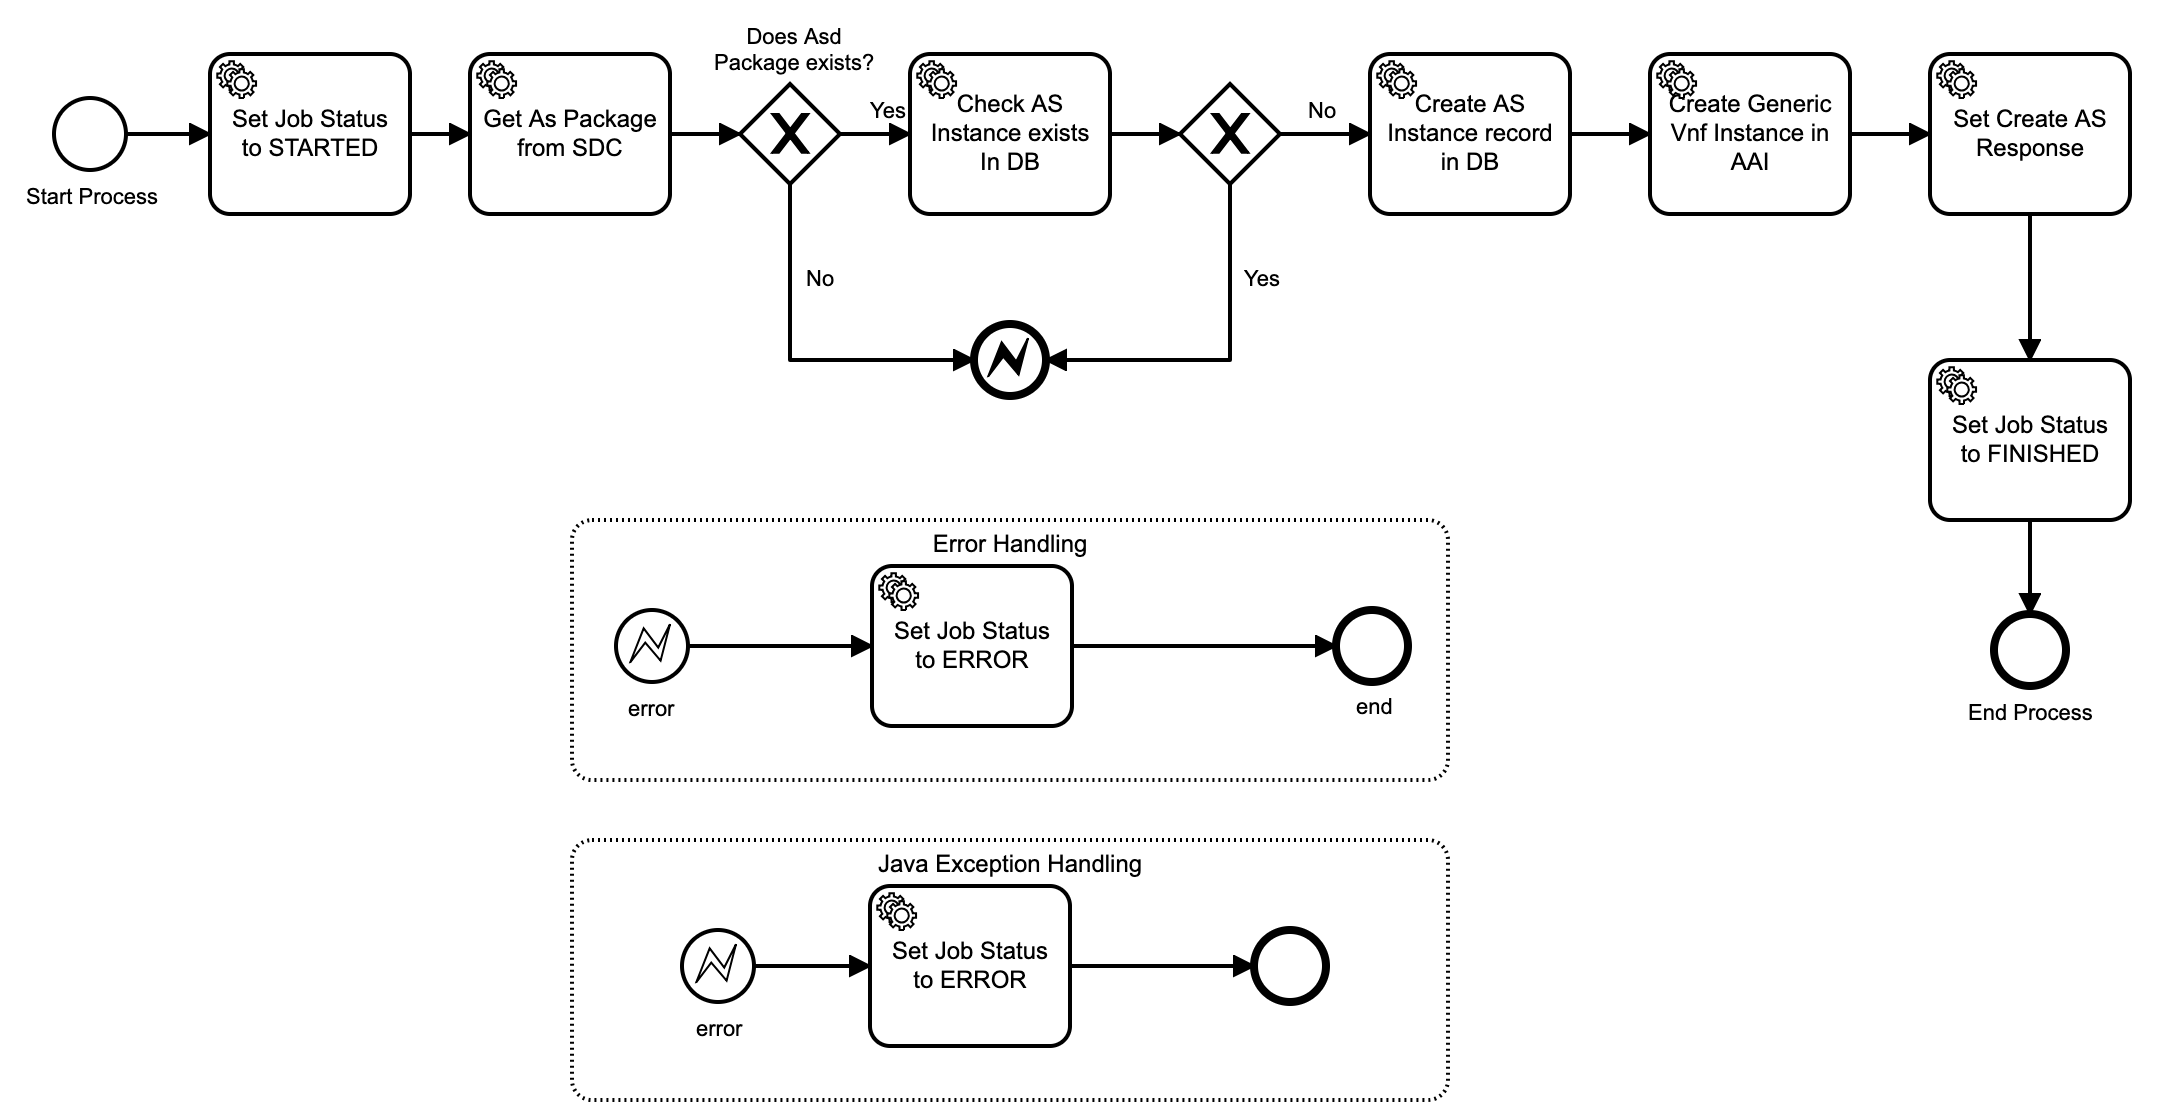 Start Process
Set Job Status
to STARTED
Get As Package
from SDC
Does Asd
Package exists?
Yes
No
Check AS
Instance exists
In DB
No
Yes
Create AS
Instance record
in DB
Create Generic
Vnf Instance in
AAI
Set Create AS
Response
Set Job Status
to FINISHED
End Process
Error Handling
error
Set Job Status
to ERROR
end
Java Exception Handling
error
Set Job Status
to ERROR